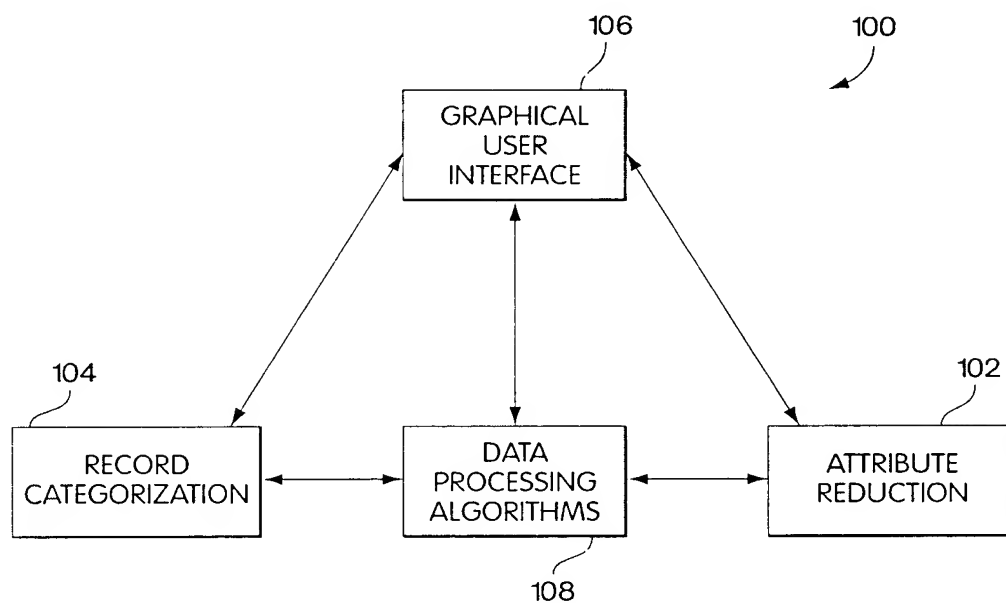 106
100
GRAPHICAL
USER
INTERFACE
104
102
RECORD
CATEGORIZATION
DATA
PROCESSING
ALGORITHMS
ATTRIBUTE
REDUCTION
108